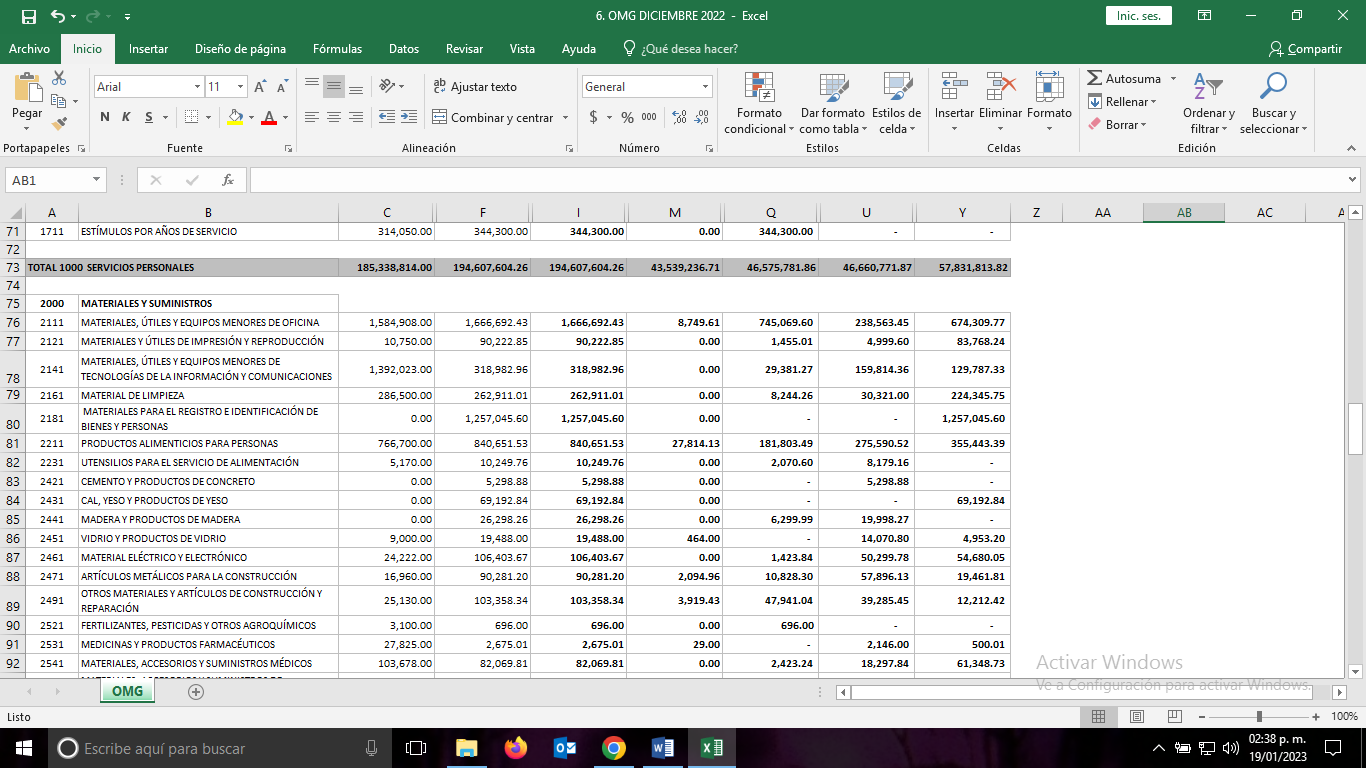 6. OMG DICIEMBRE 2022 - Excel
Inic. ses.
Archivo Inicio Insertar Diseño de página Fórmulas Datos Revisar Vista Ayuda ¿Qué desea hacer? Compartir
Arial 11 Ajustar texto General Autosuma
Pegar Combinar y centrar Formato condicional Dar formato como tabla Estilos de celda Insertar Eliminar Formato Rellenar Ordenar y filtrar Buscar y seleccionar
N K S $ % 000 Borrar
Portapapeles Fuente Alineación Número Estilos Celdas Edición
AB1 fx
A B C F I M Q U Y Z AA AB AC
71 1711 ESTÍMULOS POR AÑOS DE SERVICIO 314,050.00 344,300.00 344,300.00 0.00 344,300.00 - -
72
73 TOTAL 1000 SERVICIOS PERSONALES 185,338,814.00 194,607,604.26 194,607,604.26 43,539,236.71 46,575,781.86 46,660,771.87 57,831,813.82
74
75 2000 MATERIALES Y SUMINISTROS
76 2111 MATERIALES, ÚTILES Y EQUIPOS MENORES DE OFICINA 1,584,908.00 1,666,692.43 1,666,692.43 8,749.61 745,069.60 238,563.45 674,309.77
77 2121 MATERIALES Y ÚTILES DE IMPRESIÓN Y REPRODUCCIÓN 10,750.00 90,222.85 90,222.85 0.00 1,455.01 4,999.60 83,768.24
MATERIALES, ÚTILES Y EQUIPOS MENORES DE
78 2141 TECNOLOGÍAS DE LA INFORMACIÓN Y COMUNICACIONES 1,392,023.00 318,982.96 318,982.96 0.00 29,381.27 159,814.36 129,787.33
79 2161 MATERIAL DE LIMPIEZA 286,500.00 262,911.01 262,911.01 0.00 8,244.26 30,321.00 224,345.75
MATERIALES PARA EL REGISTRO E IDENTIFICACIÓN DE
80 2181 BIENES Y PERSONAS 0.00 1,257,045.60 1,257,045.60 0.00 - - 1,257,045.60
81 2211 PRODUCTOS ALIMENTICIOS PARA PERSONAS 766,700.00 840,651.53 840,651.53 27,814.13 181,803.49 275,590.52 355,443.39
82 2231 UTENSILIOS PARA EL SERVICIO DE ALIMENTACIÓN 5,170.00 10,249.76 10,249.76 0.00 2,070.60 8,179.16 -
83 2421 CEMENTO Y PRODUCTOS DE CONCRETO 0.00 5,298.88 5,298.88 0.00 - 5,298.88 -
84 2431 CAL, YESO Y PRODUCTOS DE YESO 0.00 69,192.84 69,192.84 0.00 - - 69,192.84
85 2441 MADERA Y PRODUCTOS DE MADERA 0.00 26,298.26 26,298.26 0.00 6,299.99 19,998.27 -
86 2451 VIDRIO Y PRODUCTOS DE VIDRIO 9,000.00 19,488.00 19,488.00 464.00 - 14,070.80 4,953.20
87 2461 MATERIAL ELÉCTRICO Y ELECTRÓNICO 24,222.00 106,403.67 106,403.67 0.00 1,423.84 50,299.78 54,680.05
88 2471 ARTÍCULOS METÁLICOS PARA LA CONSTRUCCIÓN 16,960.00 90,281.20 90,281.20 2,094.96 10,828.30 57,896.13 19,461.81
OTROS MATERIALES Y ARTÍCULOS DE CONSTRUCCIÓN Y
89 2491 REPARACIÓN 25,130.00 103,358.34 103,358.34 3,919.43 47,941.04 39,285.45 12,212.42
90 2521 FERTILIZANTES, PESTICIDAS Y OTROS AGROQUÍMICOS 3,100.00 696.00 696.00 0.00 696.00 - -
91 2531 MEDICINAS Y PRODUCTOS FARMACÉUTICOS 27,825.00 2,675.01 2,675.01 29.00 - 2,146.00 500.01
92 2541 MATERIALES, ACCESORIOS Y SUMINISTROS MÉDICOS 103,678.00 82,069.81 82,069.81 0.00 2,423.24 18,297.84 61,348.73
Activar Windows
Ve a Configuración para activar Windows.
OMG
Listo 100%
Escribe aquí para buscar
02:38 p. m.
19/01/2023